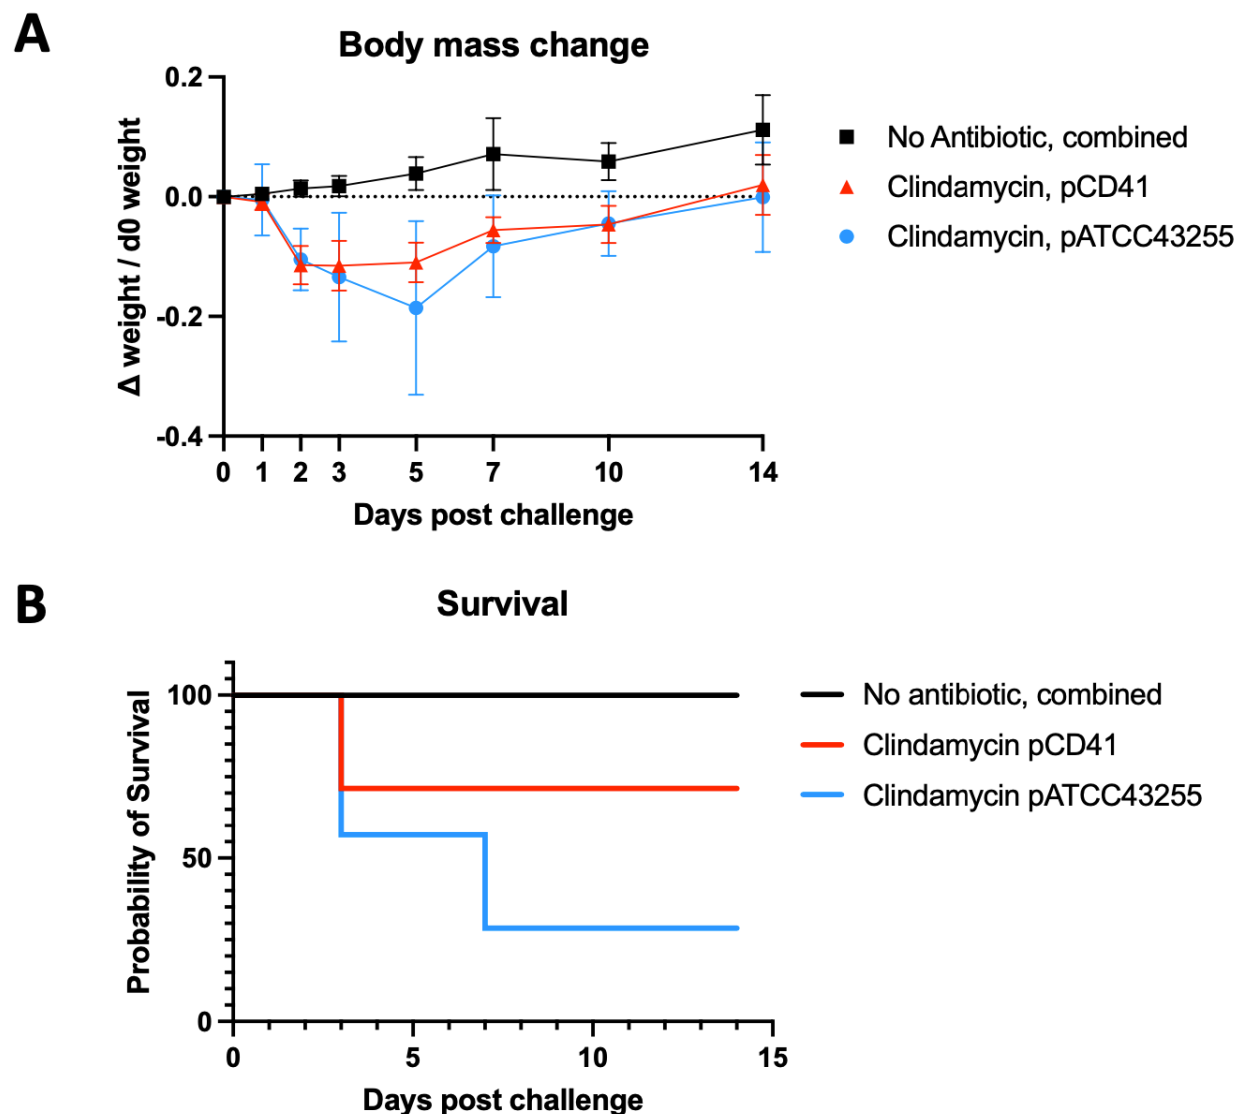 A
Body mass change
Δ weight / d0 weight
0.2
0.0
-0.2
-0.4
0 1 2 3 5 7 10 14
Days post challenge
No Antibiotic, combined
Clindamycin, pCD41
Clindamycin, pATCC43255
B
Survival
Probability of Survival
100
50
0
0 5 10 15
Days post challenge
No antibiotic, combined
Clindamycin pCD41
Clindamycin pATCC43255